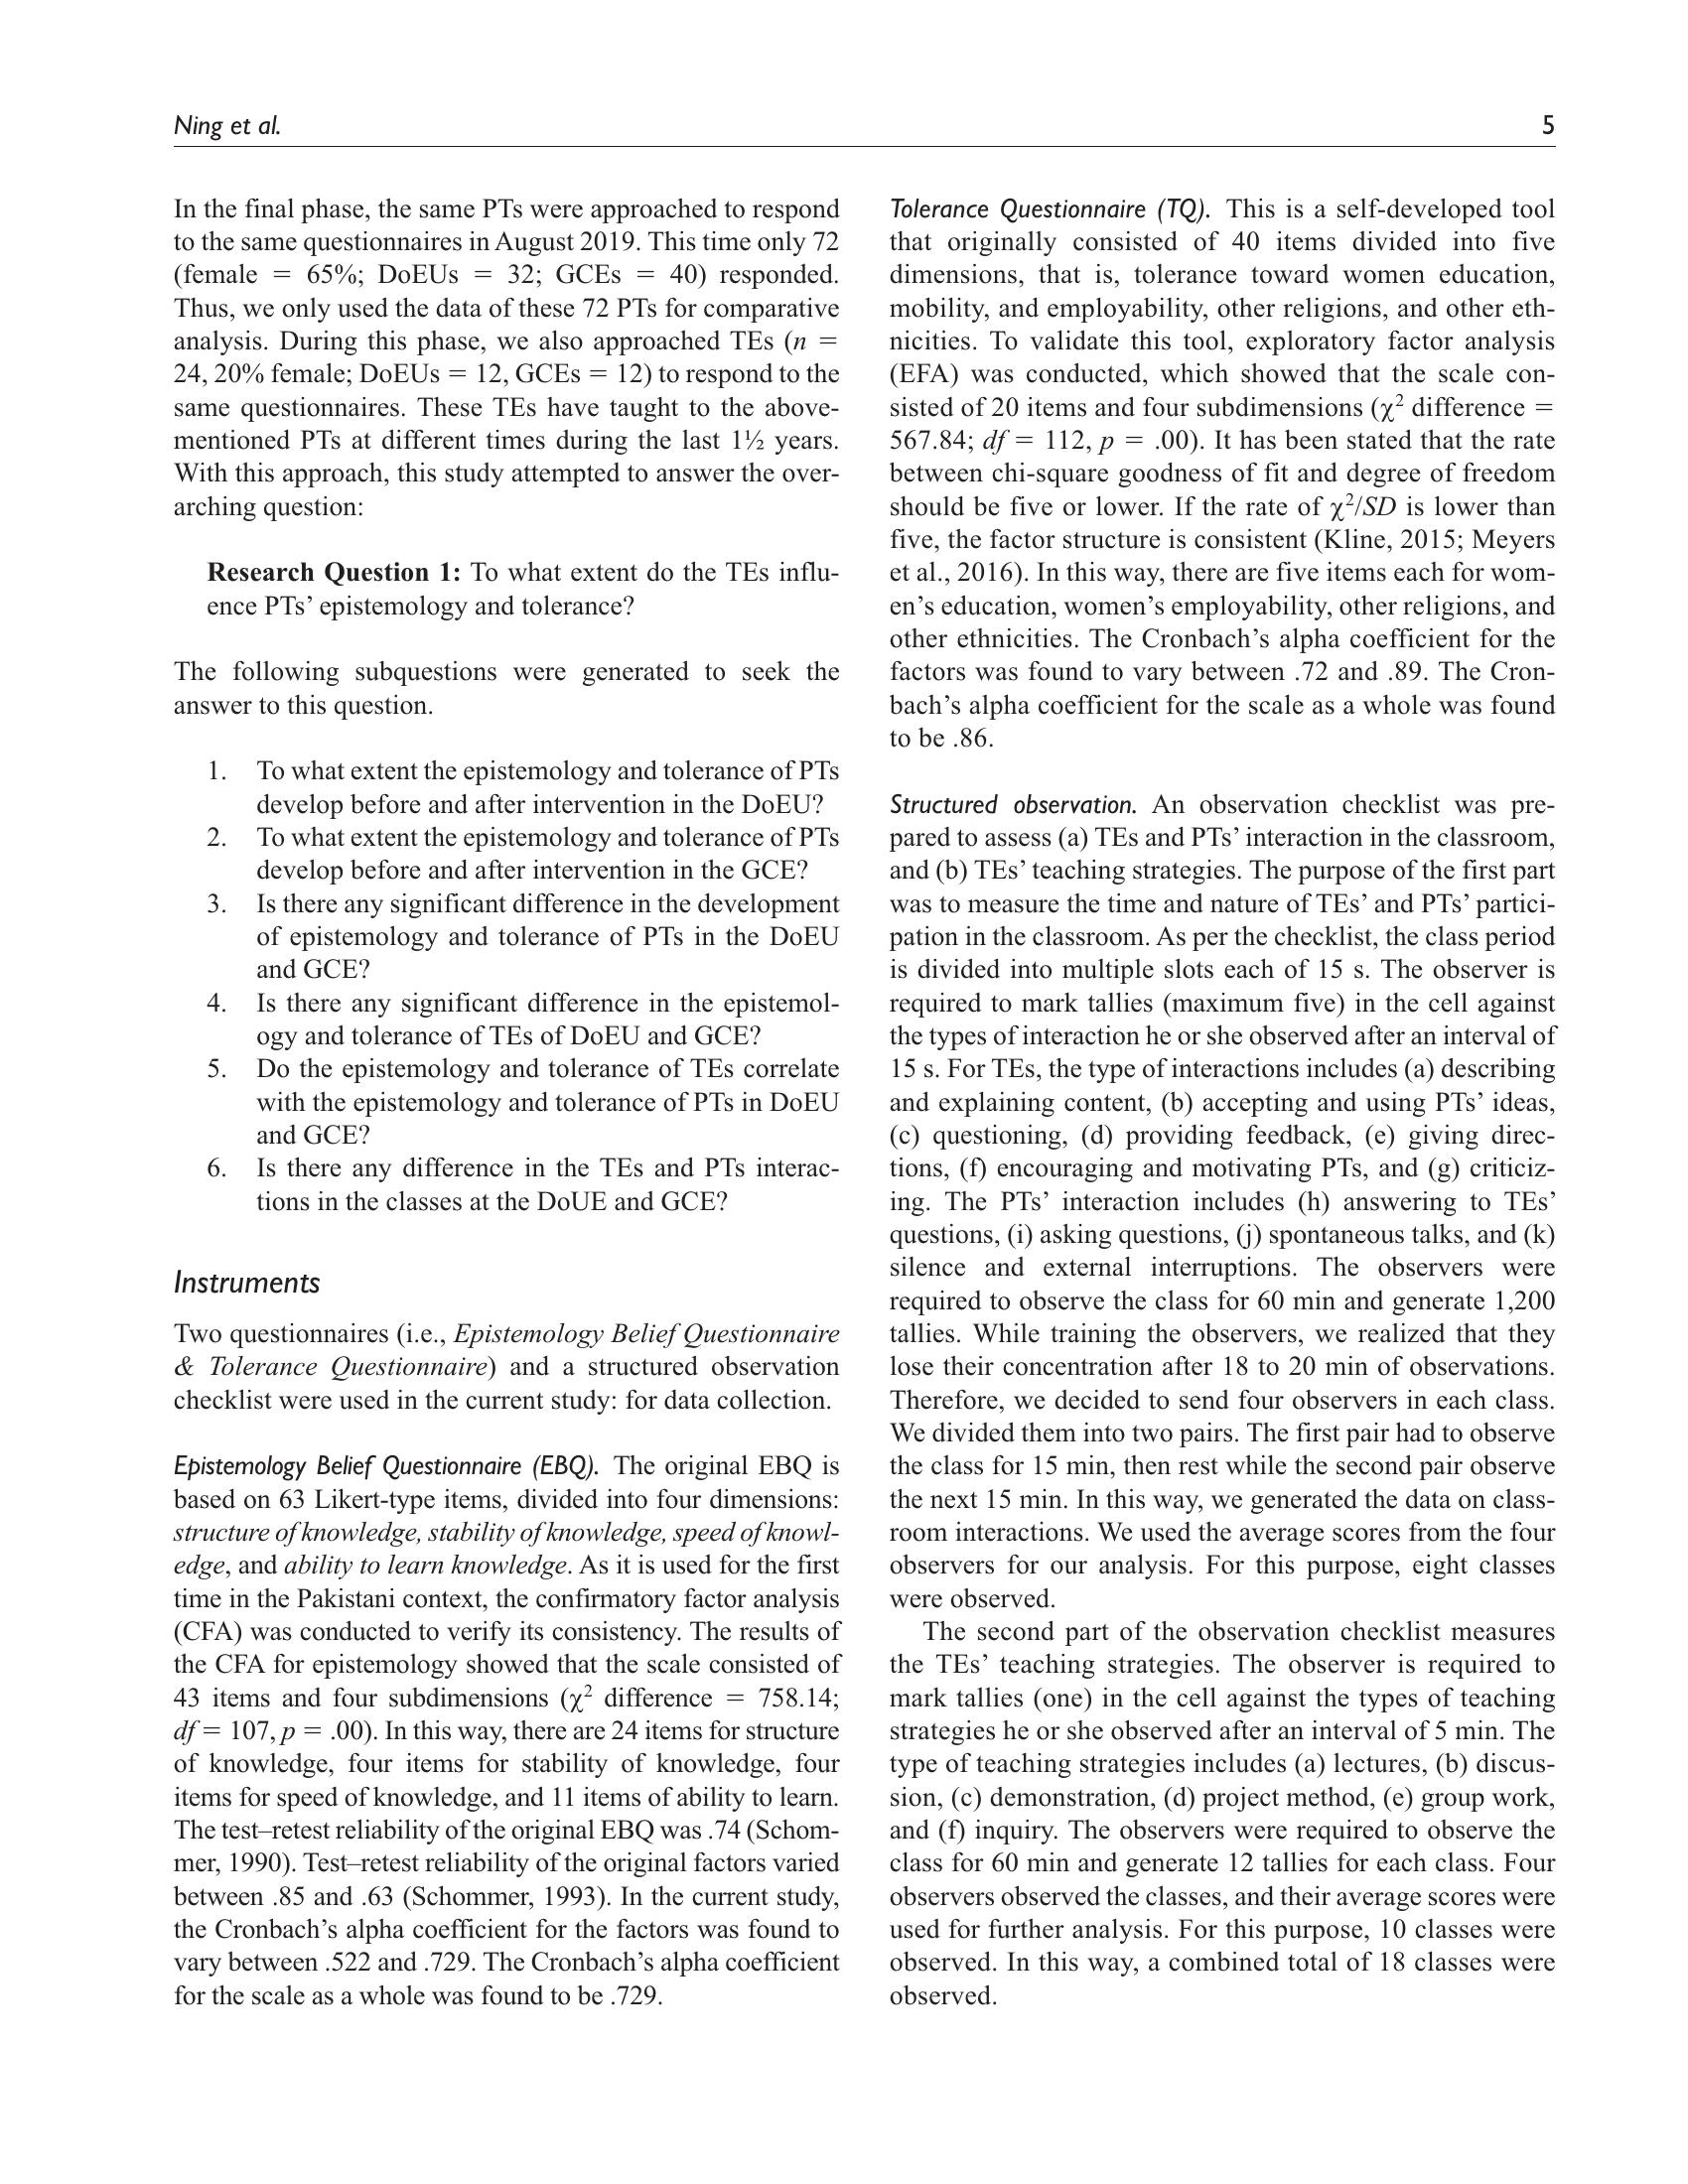 Ning et al.
5
In the final phase, the same PTs were approached to respond
to the same questionnaires in August 2019. This time only 72
(female = 65%; DoEUs = 32; GCEs = 40) responded.
Thus, we only used the data of these 72 PTs for comparative
analysis. During this phase, we also approached TEs (n =
24, 20% female; DoEUs = 12, GCEs = 12) to respond to the
same questionnaires. These TEs have taught to the above-
mentioned PTs at different times during the last 1½ years.
With this approach, this study attempted to answer the over-
arching question:
Research Question 1: To what extent do the TEs influ-
ence PTs’ epistemology and tolerance?
The following subquestions were generated to seek the
answer to this question.
1. To what extent the epistemology and tolerance of PTs
develop before and after intervention in the DoEU?
2. To what extent the epistemology and tolerance of PTs
develop before and after intervention in the GCE?
3. Is there any significant difference in the development
of epistemology and tolerance of PTs in the DoEU
and GCE?
4. Is there any significant difference in the epistemol-
ogy and tolerance of TEs of DoEU and GCE?
5. Do the epistemology and tolerance of TEs correlate
with the epistemology and tolerance of PTs in DoEU
and GCE?
6. Is there any difference in the TEs and PTs interac-
tions in the classes at the DoUE and GCE?
Instruments
Two questionnaires (i.e., Epistemology Belief Questionnaire
& Tolerance Questionnaire) and a structured observation
checklist were used in the current study: for data collection.
Epistemology Belief Questionnaire (EBQ). The original EBQ is
based on 63 Likert-type items, divided into four dimensions:
structure of knowledge, stability of knowledge, speed of knowl-
edge, and ability to learn knowledge. As it is used for the first
time in the Pakistani context, the confirmatory factor analysis
(CFA) was conducted to verify its consistency. The results of
the CFA for epistemology showed that the scale consisted of
43 items and four subdimensions (χ² difference = 758.14;
df = 107, p = .00). In this way, there are 24 items for structure
of knowledge, four items for stability of knowledge, four
items for speed of knowledge, and 11 items of ability to learn.
The test–retest reliability of the original EBQ was .74 (Schom-
mer, 1990). Test–retest reliability of the original factors varied
between .85 and .63 (Schommer, 1993). In the current study,
the Cronbach’s alpha coefficient for the factors was found to
vary between .522 and .729. The Cronbach’s alpha coefficient
for the scale as a whole was found to be .729.
Tolerance Questionnaire (TQ). This is a self-developed tool
that originally consisted of 40 items divided into five
dimensions, that is, tolerance toward women education,
mobility, and employability, other religions, and other eth-
nicities. To validate this tool, exploratory factor analysis
(EFA) was conducted, which showed that the scale con-
sisted of 20 items and four subdimensions (χ² difference =
567.84; df = 112, p = .00). It has been stated that the rate
between chi-square goodness of fit and degree of freedom
should be five or lower. If the rate of χ²/SD is lower than
five, the factor structure is consistent (Kline, 2015; Meyers
et al., 2016). In this way, there are five items each for wom-
en’s education, women’s employability, other religions, and
other ethnicities. The Cronbach’s alpha coefficient for the
factors was found to vary between .72 and .89. The Cron-
bach’s alpha coefficient for the scale as a whole was found
to be .86.
Structured observation. An observation checklist was pre-
pared to assess (a) TEs and PTs’ interaction in the classroom,
and (b) TEs’ teaching strategies. The purpose of the first part
was to measure the time and nature of TEs’ and PTs’ partici-
pation in the classroom. As per the checklist, the class period
is divided into multiple slots each of 15 s. The observer is
required to mark tallies (maximum five) in the cell against
the types of interaction he or she observed after an interval of
15 s. For TEs, the type of interactions includes (a) describing
and explaining content, (b) accepting and using PTs’ ideas,
(c) questioning, (d) providing feedback, (e) giving direc-
tions, (f) encouraging and motivating PTs, and (g) criticiz-
ing. The PTs’ interaction includes (h) answering to TEs’
questions, (i) asking questions, (j) spontaneous talks, and (k)
silence and external interruptions. The observers were
required to observe the class for 60 min and generate 1,200
tallies. While training the observers, we realized that they
lose their concentration after 18 to 20 min of observations.
Therefore, we decided to send four observers in each class.
We divided them into two pairs. The first pair had to observe
the class for 15 min, then rest while the second pair observe
the next 15 min. In this way, we generated the data on class-
room interactions. We used the average scores from the four
observers for our analysis. For this purpose, eight classes
were observed.
The second part of the observation checklist measures
the TEs’ teaching strategies. The observer is required to
mark tallies (one) in the cell against the types of teaching
strategies he or she observed after an interval of 5 min. The
type of teaching strategies includes (a) lectures, (b) discus-
sion, (c) demonstration, (d) project method, (e) group work,
and (f) inquiry. The observers were required to observe the
class for 60 min and generate 12 tallies for each class. Four
observers observed the classes, and their average scores were
used for further analysis. For this purpose, 10 classes were
observed. In this way, a combined total of 18 classes were
observed.